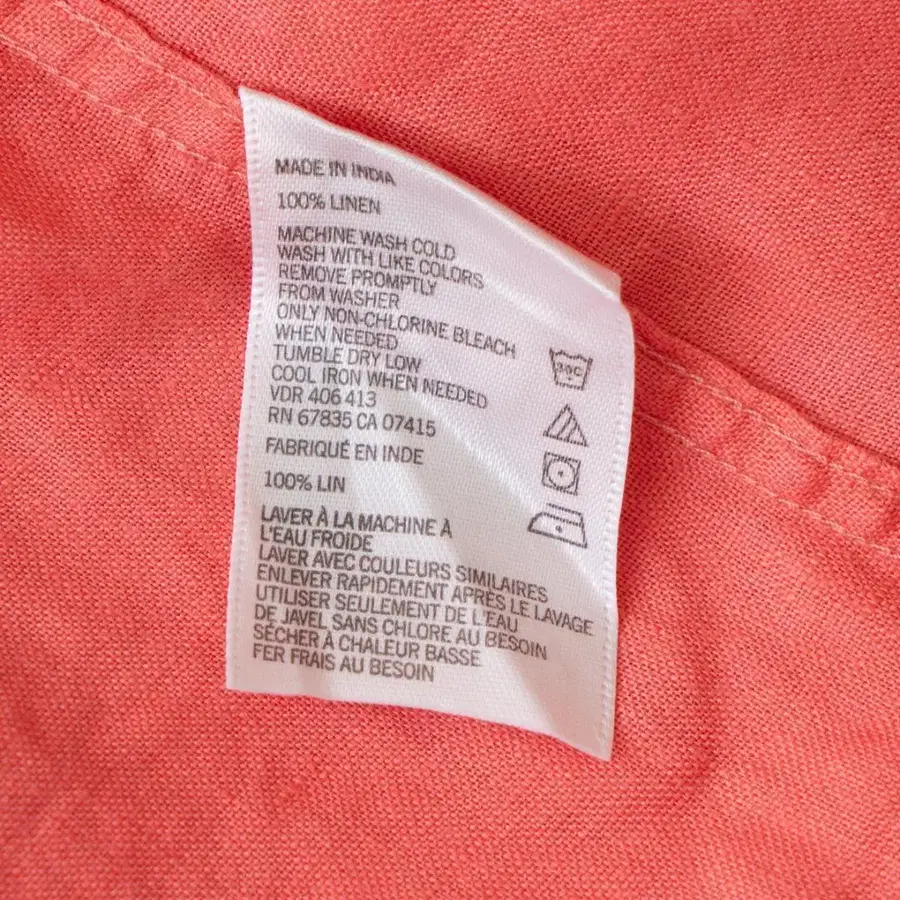 MADE IN INDIA
100% LINEN
MACHINE WASH COLD
WASH WITH LIKE COLORS
REMOVE PROMPTLY
FROM WASHER
ONLY NON-CHLORINE BLEACH
WHEN NEEDED
TUMBLE DRY LOW
COOL IRON WHEN NEEDED
VDR 406 413
RN 67835 CA 07415
30C
FABRIQUÉ EN INDE
100% LIN
LAVER À LA MACHINE À
L'EAU FROIDE
LAVER AVEC COULEURS SIMILAIRES
ENLEVER RAPIDEMENT APRÈS LE LAVAGE
UTILISER SEULEMENT DE L'EAU
DE JAVEL SANS CHLORE AU BESOIN
SÉCHER À CHALEUR BASSE
FER FRAIS AU BESOIN